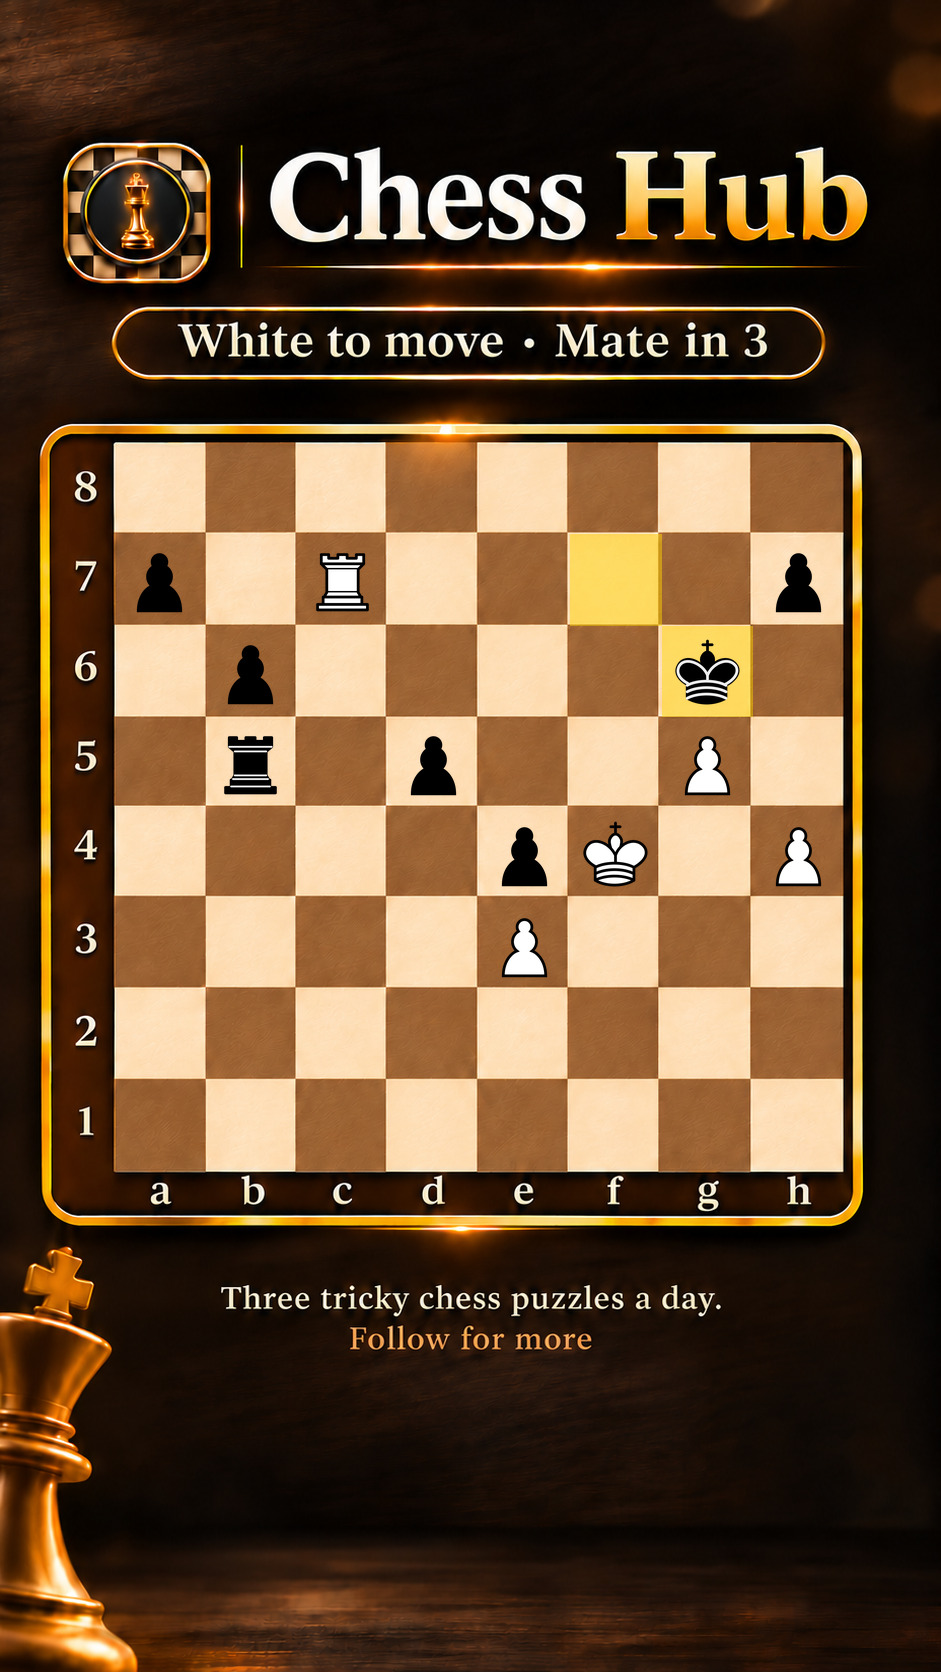 Chess Hub
White to move • Mate in 3
8
7
6
5
4
3
2
1
a b c d e f g h
Three tricky chess puzzles a day.
Follow for more